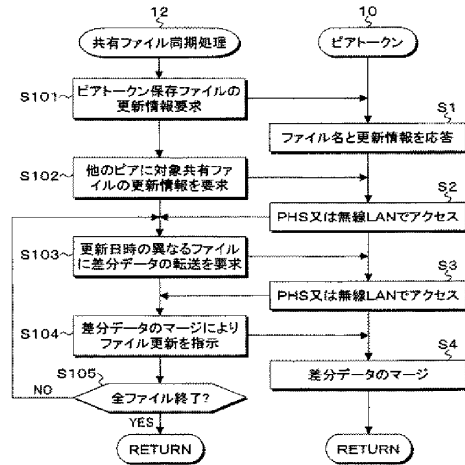 12
共有ファイル同期処理
S101
ピアトークン保存ファイルの
更新情報要求
S102
他のピアに対象共有フ
ァイルの更新情報を要求
S103
更新日時の異なるファイル
に差分データの転送を要求
S104
差分データのマージにより
ファイル更新を指示
S105
全ファイル終了?
NO
YES
RETURN
10
ピアトークン
S1
ファイル名と更新情報を応答
S2
PHS又は無線LANでアクセス
S3
PHS又は無線LANでアクセス
S4
差分データのマージ
RETURN